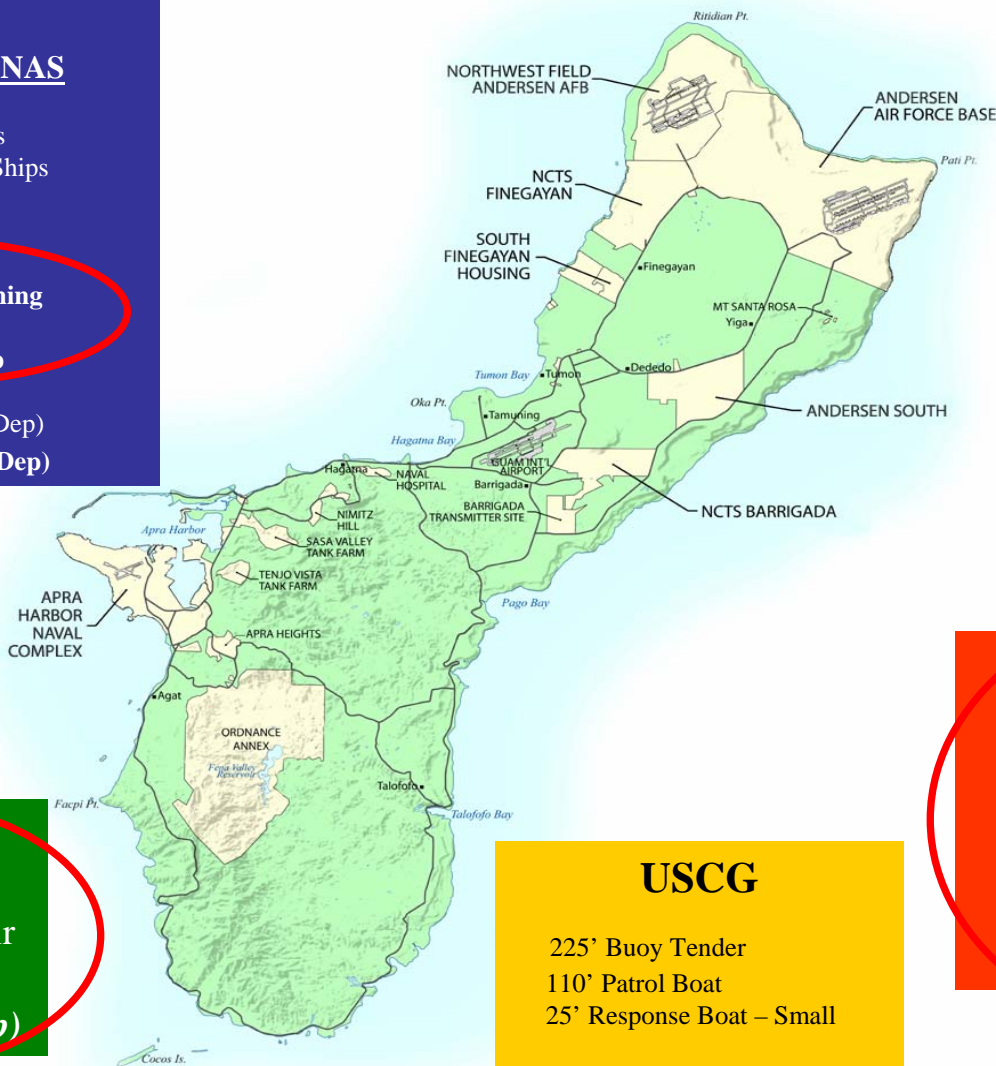 NAS
s
Ships
ning
o
Dep)
Dep)
Ritidian Pt.
NORTHWEST FIELD
ANDERSEN AFB
ANDERSEN
AIR FORCE BASE
Pati Pt.
NCTS
FINEGAYAN
SOUTH
FINEGAYAN
HOUSING
Finegayan
MT SANTA ROSA
Yiga
Tumon Bay
Tumon
Dededo
Oka Pt.
Tamuning
ANDERSEN SOUTH
Hagatna Bay
GUAM INT'L
AIRPORT
Hagatna
NAVAL
HOSPITAL
Barrigada
NIMITZ
HILL
BARRIGADA
TRANSMITTER SITE
NCTS BARRIGADA
Apra Harbor
SASA VALLEY
TANK FARM
TENJO VISTA
TANK FARM
Pago Bay
APRA
HARBOR
NAVAL
COMPLEX
APRA HEIGHTS
Agat
ORDNANCE
ANNEX
Fena Valley
Reservoir
Talofofo
Facpi Pt.
Talofofo Bay
ir
)
USCG
225’ Buoy Tender
110’ Patrol Boat
25’ Response Boat – Small
Cocos Is.